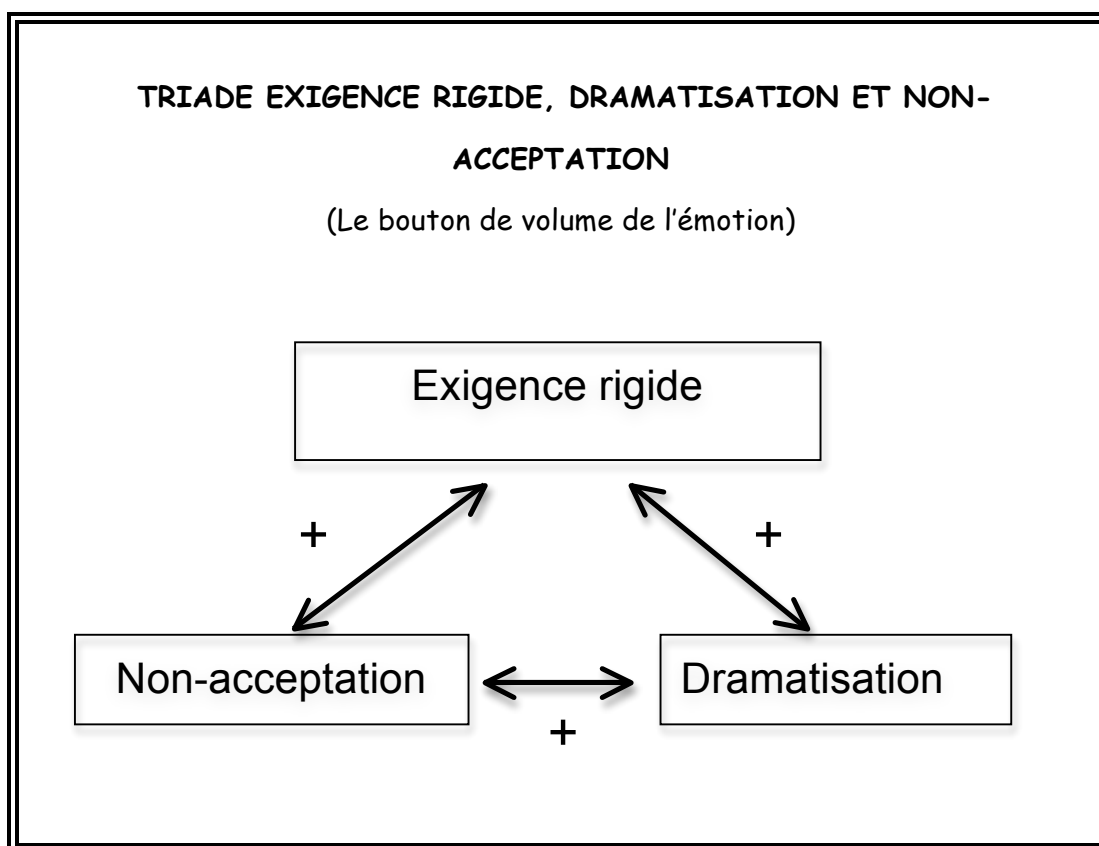 TRIADE EXIGENCE RIGIDE, DRAMATISATION ET NON-
ACCEPTATION
(Le bouton de volume de l'émotion)
Exigence rigide
+
+
Non-acceptation
Dramatisation
+